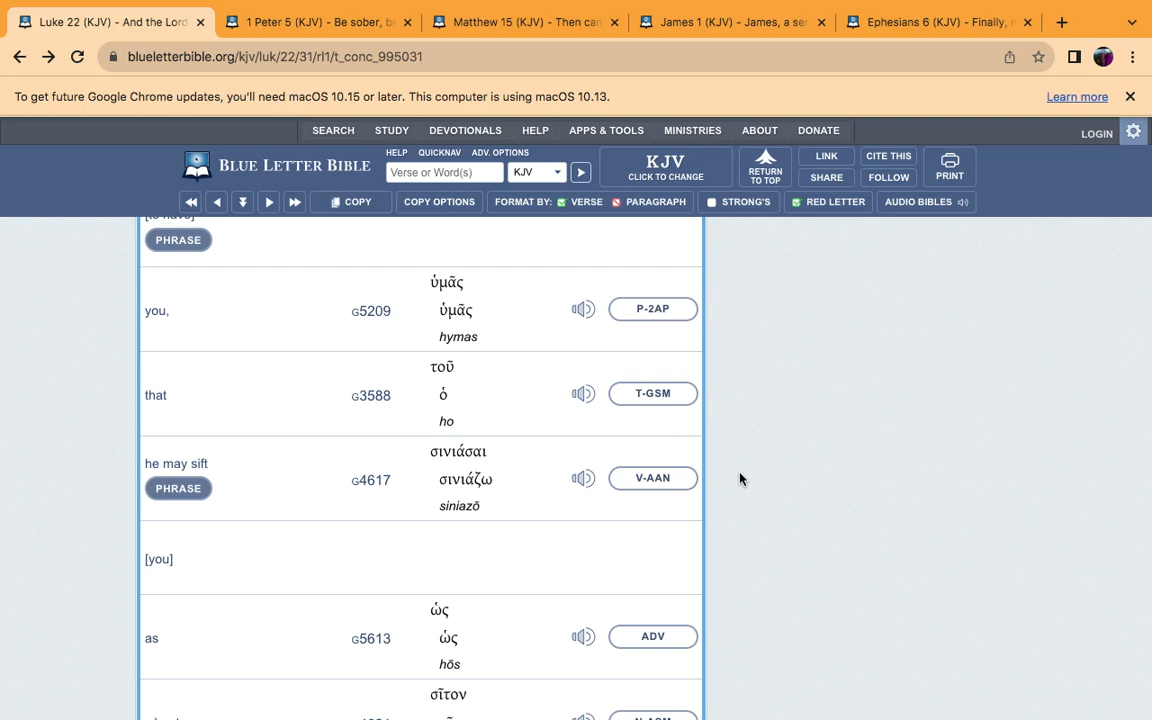 Luke 22 (KJV) - And the Lord
1 Peter 5 (KJV) - Be sober, be
Matthew 15 (KJV) - Then can
James 1 (KJV) - James, a ser
Ephesians 6 (KJV) - Finally, m
blueletterbible.org/kjv/luk/22/31/rl1/t_conc_995031
To get future Google Chrome updates, you'll need macOS 10.15 or later. This computer is using macOS 10.13.
Learn more
SEARCH STUDY DEVOTIONALS HELP APPS & TOOLS MINISTRIES ABOUT DONATE
LOGIN
BLUE LETTER BIBLE
HELP QUICKNAV ADV. OPTIONS
Verse or Word(s)
KJV
KJV
CLICK TO CHANGE
RETURN
TO TOP
LINK
CITE THIS
SHARE
FOLLOW
PRINT
COPY
COPY OPTIONS
FORMAT BY: VERSE PARAGRAPH
STRONG'S
RED LETTER
AUDIO BIBLES
[to have]
PHRASE
you,
G5209
ὑμᾶς
ὑμᾶς
hymas
P-2AP
that
G3588
τοῦ
ὁ
ho
T-GSM
he may sift
PHRASE
G4617
σινιάσαι
σινιάζω
siniazō
V-AAN
[you]
as
G5613
ὡς
ὡς
hōs
ADV
σῖτον